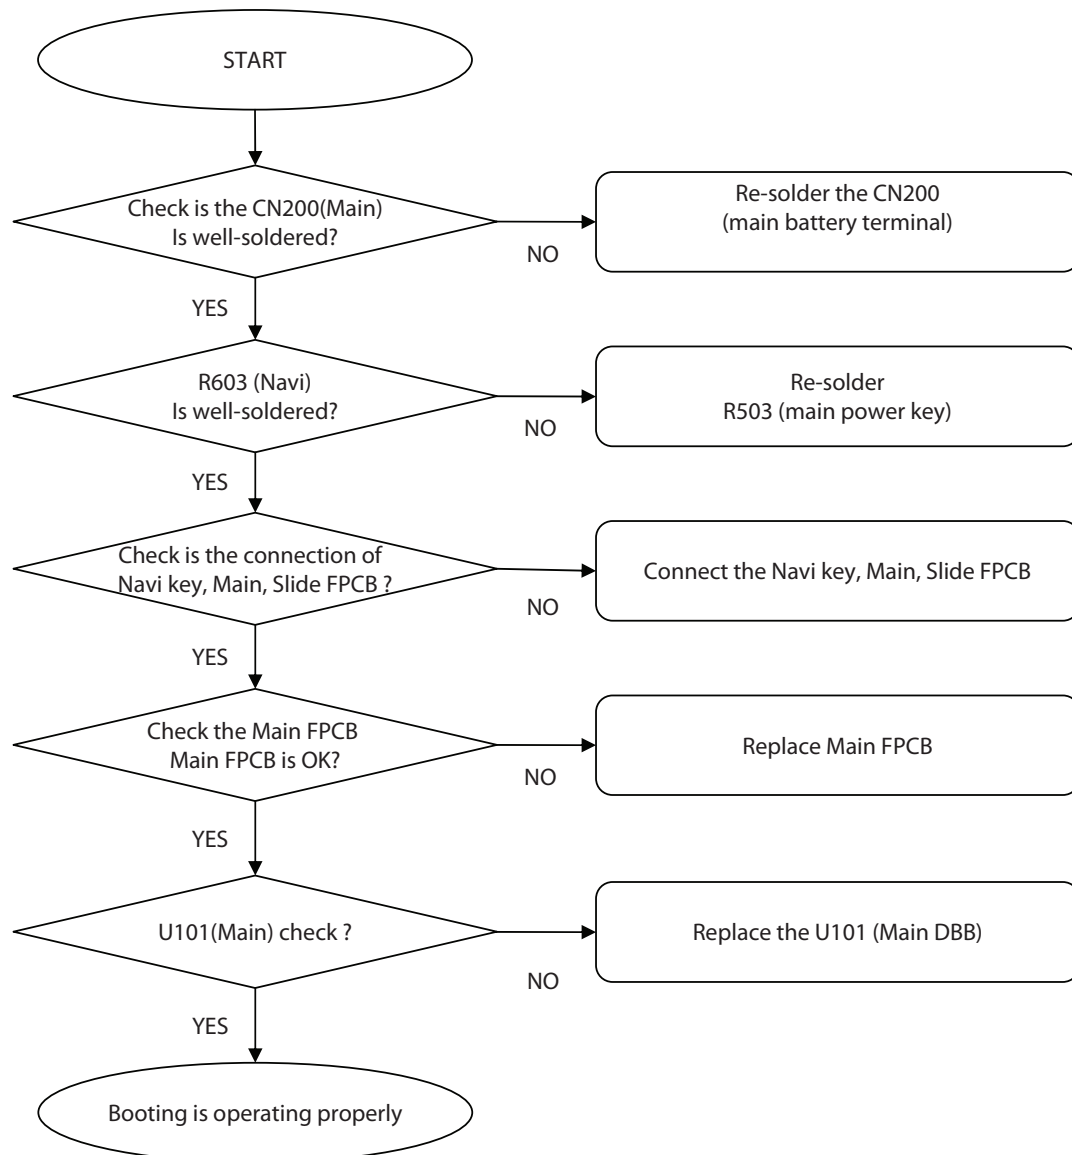 START
Check is the CN200(Main)
Is well-soldered?
NO
Re-solder the CN200
(main battery terminal)
YES
R603 (Navi)
Is well-soldered?
NO
Re-solder
R503 (main power key)
YES
Check is the connection of
Navi key, Main, Slide FPCB ?
NO
Connect the Navi key, Main, Slide FPCB
YES
Check the Main FPCB
Main FPCB is OK?
NO
Replace Main FPCB
YES
U101(Main) check ?
NO
Replace the U101 (Main DBB)
YES
Booting is operating properly